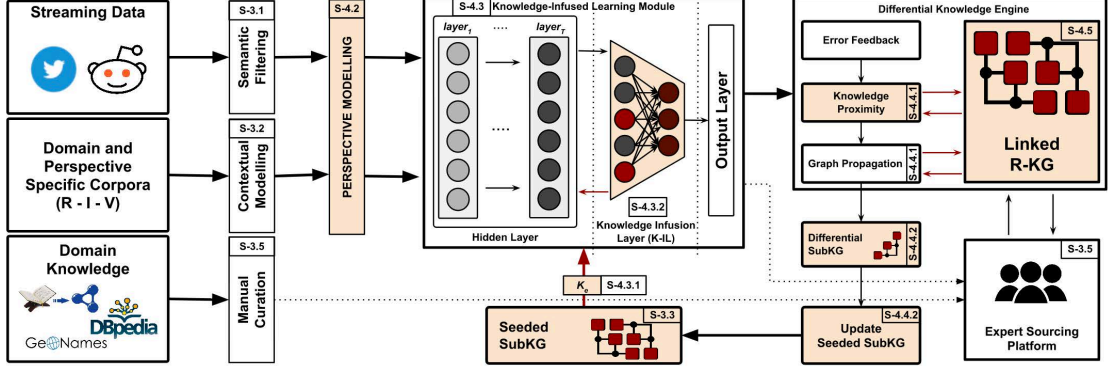 Streaming Data
S-3.1
Semantic
Filtering
Domain and
Perspective
Specific Corpora
(R - I - V)
S-3.2
Contextual
Modelling
Domain
Knowledge
DBpedia
GeoNames
S-3.5
Manual
Curation
S-4.2
PERSPECTIVE MODELLING
S-4.3
Knowledge-Infused Learning Module
layer1
....
layerT
....
Hidden Layer
S-4.3.2
Knowledge Infusion
Layer (K-IL)
Output Layer
Ke
S-4.3.1
Seeded
SubKG
S-3.3
Differential Knowledge Engine
Error Feedback
Knowledge
Proximity
S-4.4.1
Graph Propagation
S-4.4.1
S-4.5
Linked
R-KG
Differential
SubKG
S-4.4.2
S-4.4.2
Update
Seeded SubKG
S-3.5
Expert Sourcing
Platform